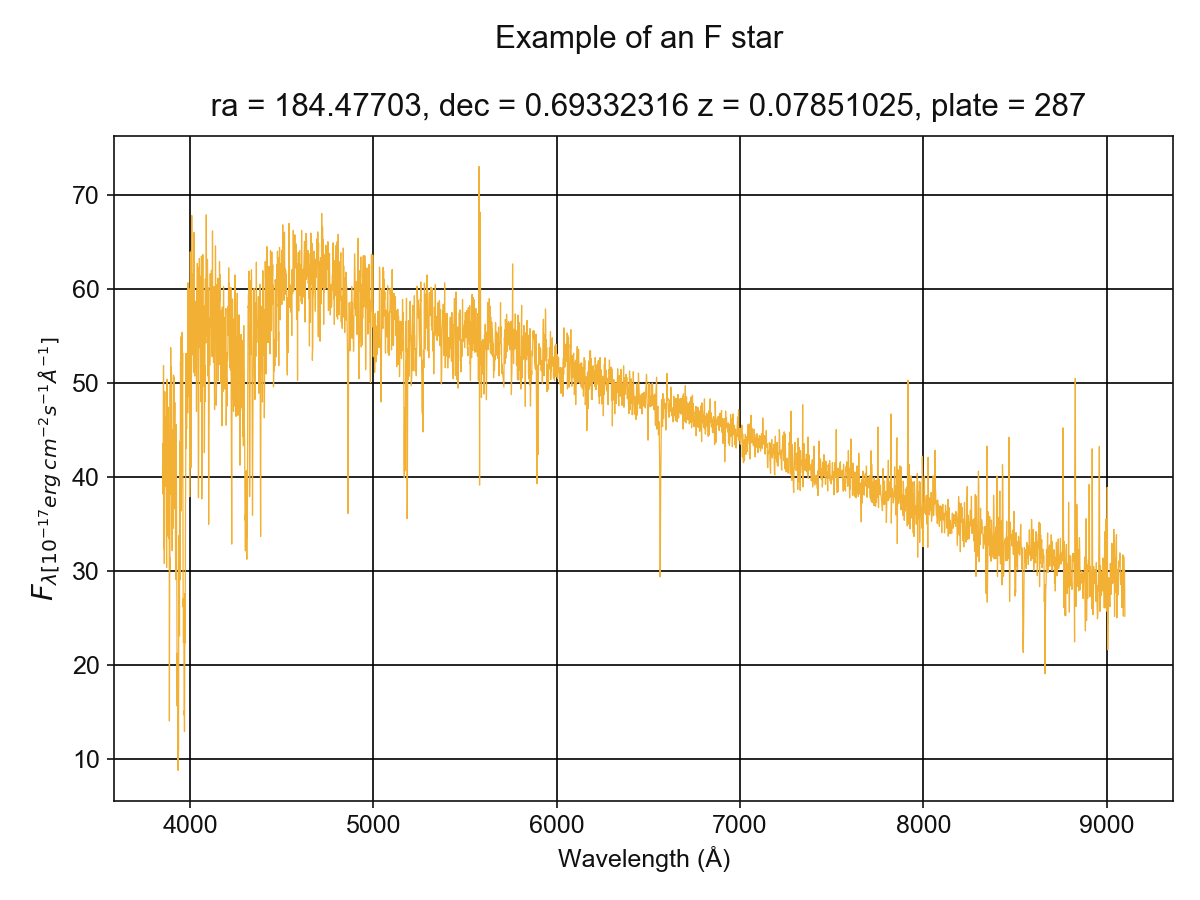 Example of an F star
ra = 184.47703, dec = 0.69332316 z = 0.07851025, plate = 287
70
60
50
40
30
20
10
F_{λ[10^{−17} erg cm^{−2}s^{−1}Å^{−1}]}
4000 5000 6000 7000 8000 9000
Wavelength (Å)